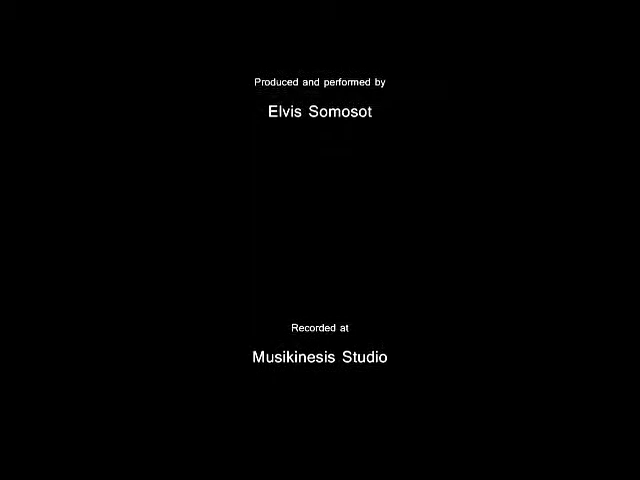 Produced and performed by
Elvis Somosot
Recorded at
Musikinesis Studio